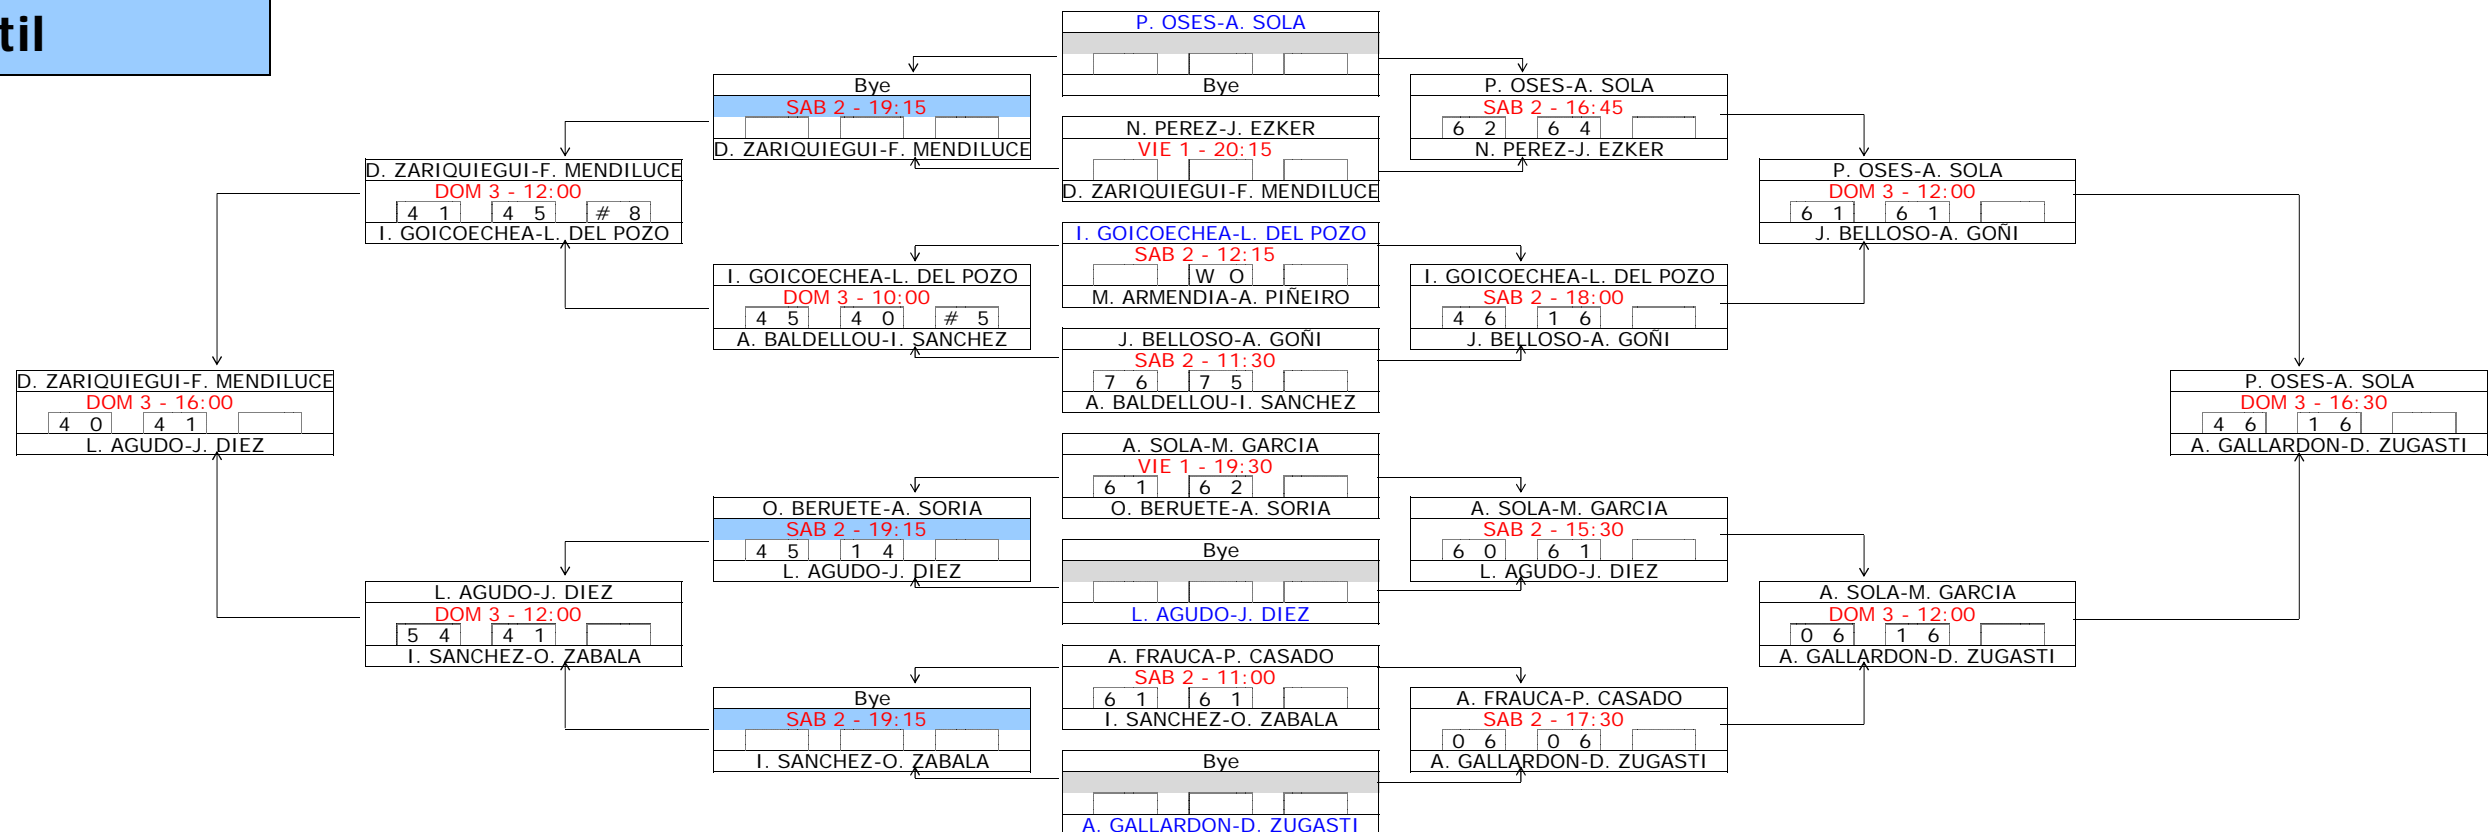 til
P. OSES-A. SOLA
Bye
N. PEREZ-J. EZKER
VIE 1 - 20:15
D. ZARIQUIEGUI-F. MENDILUCE
I. GOICOECHEA-L. DEL POZO
SAB 2 - 12:15
W O
M. ARMENDIA-A. PIÑEIRO
J. BELLOSO-A. GOÑI
SAB 2 - 11:30
7 6 7 5
A. BALDELLOU-I. SANCHEZ
A. SOLA-M. GARCIA
VIE 1 - 19:30
6 1 6 2
O. BERUETE-A. SORIA
Bye
L. AGUDO-J. DIEZ
A. FRAUCA-P. CASADO
SAB 2 - 11:00
6 1 6 1
I. SANCHEZ-O. ZABALA
Bye
A. GALLARDON-D. ZUGASTI
Bye
SAB 2 - 19:15
D. ZARIQUIEGUI-F. MENDILUCE
I. GOICOECHEA-L. DEL POZO
DOM 3 - 10:00
4 5 4 0 # 5
A. BALDELLOU-I. SANCHEZ
O. BERUETE-A. SORIA
SAB 2 - 19:15
4 5 1 4
L. AGUDO-J. DIEZ
Bye
SAB 2 - 19:15
I. SANCHEZ-O. ZABALA
D. ZARIQUIEGUI-F. MENDILUCE
DOM 3 - 12:00
4 1 4 5 # 8
I. GOICOECHEA-L. DEL POZO
L. AGUDO-J. DIEZ
DOM 3 - 12:00
5 4 4 1
I. SANCHEZ-O. ZABALA
D. ZARIQUIEGUI-F. MENDILUCE
DOM 3 - 16:00
4 0 4 1
L. AGUDO-J. DIEZ
P. OSES-A. SOLA
SAB 2 - 16:45
6 2 6 4
N. PEREZ-J. EZKER
I. GOICOECHEA-L. DEL POZO
SAB 2 - 18:00
4 6 1 6
J. BELLOSO-A. GOÑI
A. SOLA-M. GARCIA
SAB 2 - 15:30
6 0 6 1
L. AGUDO-J. DIEZ
A. FRAUCA-P. CASADO
SAB 2 - 17:30
0 6 0 6
A. GALLARDON-D. ZUGASTI
P. OSES-A. SOLA
DOM 3 - 12:00
6 1 6 1
J. BELLOSO-A. GOÑI
A. SOLA-M. GARCIA
DOM 3 - 12:00
0 6 1 6
A. GALLARDON-D. ZUGASTI
P. OSES-A. SOLA
DOM 3 - 16:30
4 6 1 6
A. GALLARDON-D. ZUGASTI